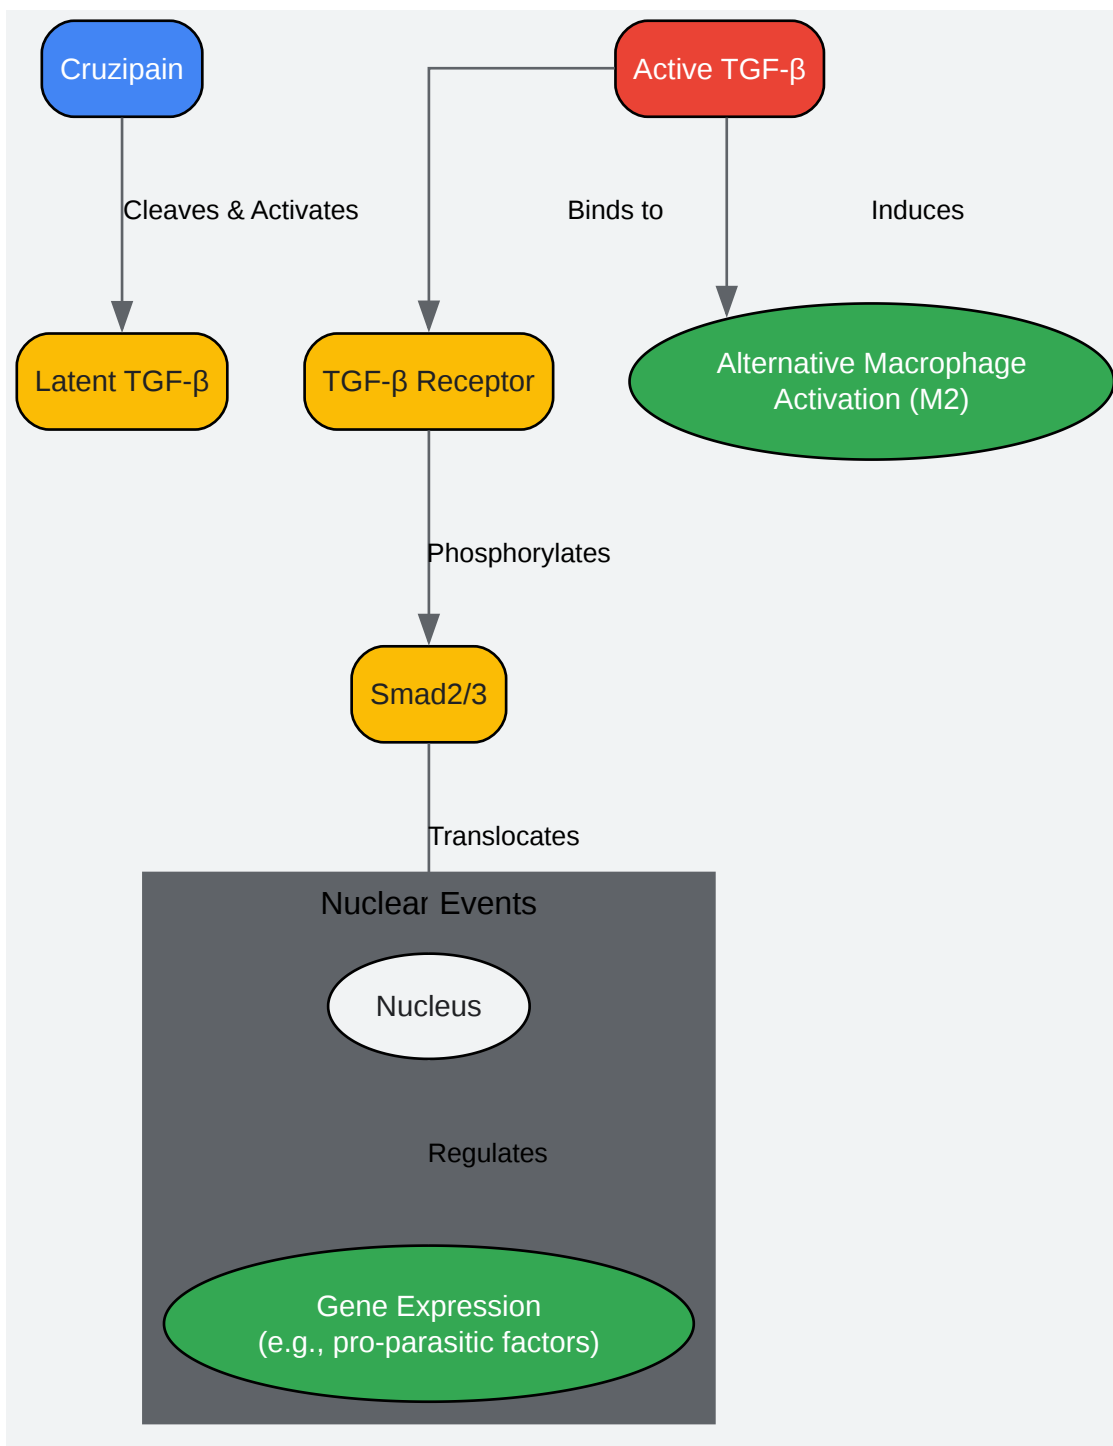 Cruzipain
Active TGF-β
Cleaves & Activates
Binds to
Induces
Latent TGF-β
TGF-β Receptor
Alternative Macrophage
Activation (M2)
Phosphorylates
Smad2/3
Translocates
Nuclear Events
Nucleus
Regulates
Gene Expression
(e.g., pro-parasitic factors)